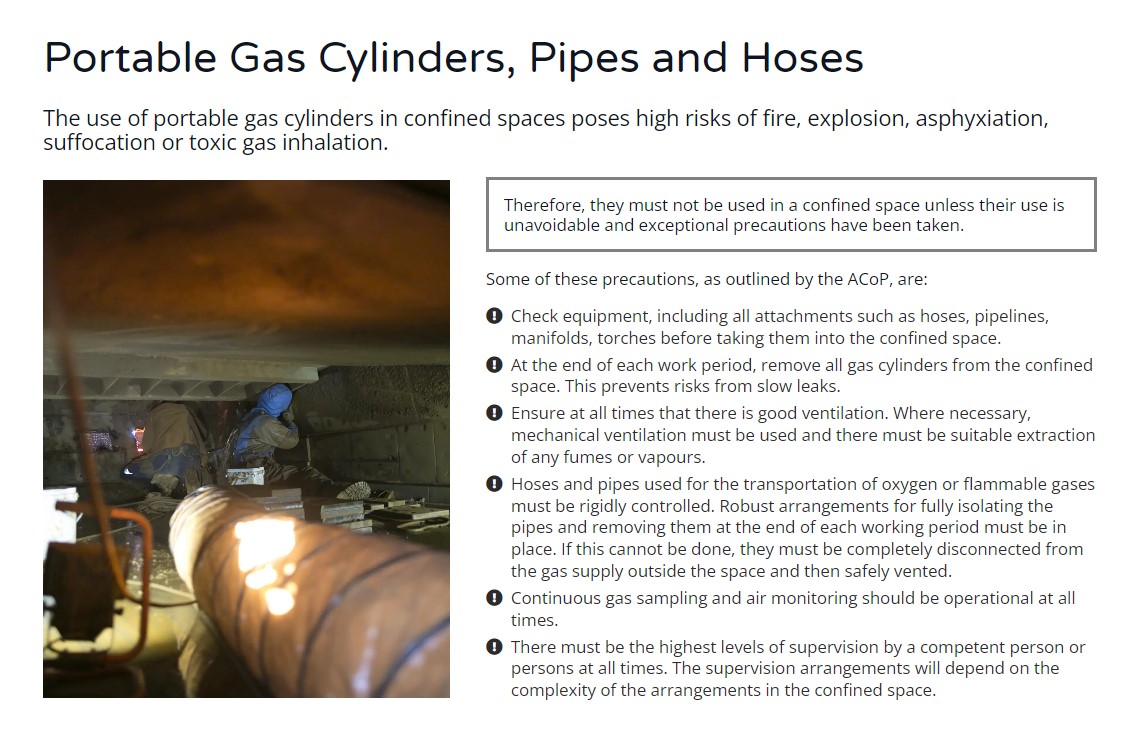 Portable Gas Cylinders, Pipes and Hoses
The use of portable gas cylinders in confined spaces poses high risks of fire, explosion, asphyxiation,
suffocation or toxic gas inhalation.
Therefore, they must not be used in a confined space unless their use is
unavoidable and exceptional precautions have been taken.
Some of these precautions, as outlined by the ACoP, are:
Check equipment, including all attachments such as hoses, pipelines,
manifolds, torches before taking them into the confined space.
At the end of each work period, remove all gas cylinders from the confined
space. This prevents risks from slow leaks.
Ensure at all times that there is good ventilation. Where necessary,
mechanical ventilation must be used and there must be suitable extraction
of any fumes or vapours.
Hoses and pipes used for the transportation of oxygen or flammable gases
must be rigidly controlled. Robust arrangements for fully isolating the
pipes and removing them at the end of each working period must be in
place. If this cannot be done, they must be completely disconnected from
the gas supply outside the space and then safely vented.
Continuous gas sampling and air monitoring should be operational at all
times.
There must be the highest levels of supervision by a competent person or
persons at all times. The supervision arrangements will depend on the
complexity of the arrangements in the confined space.